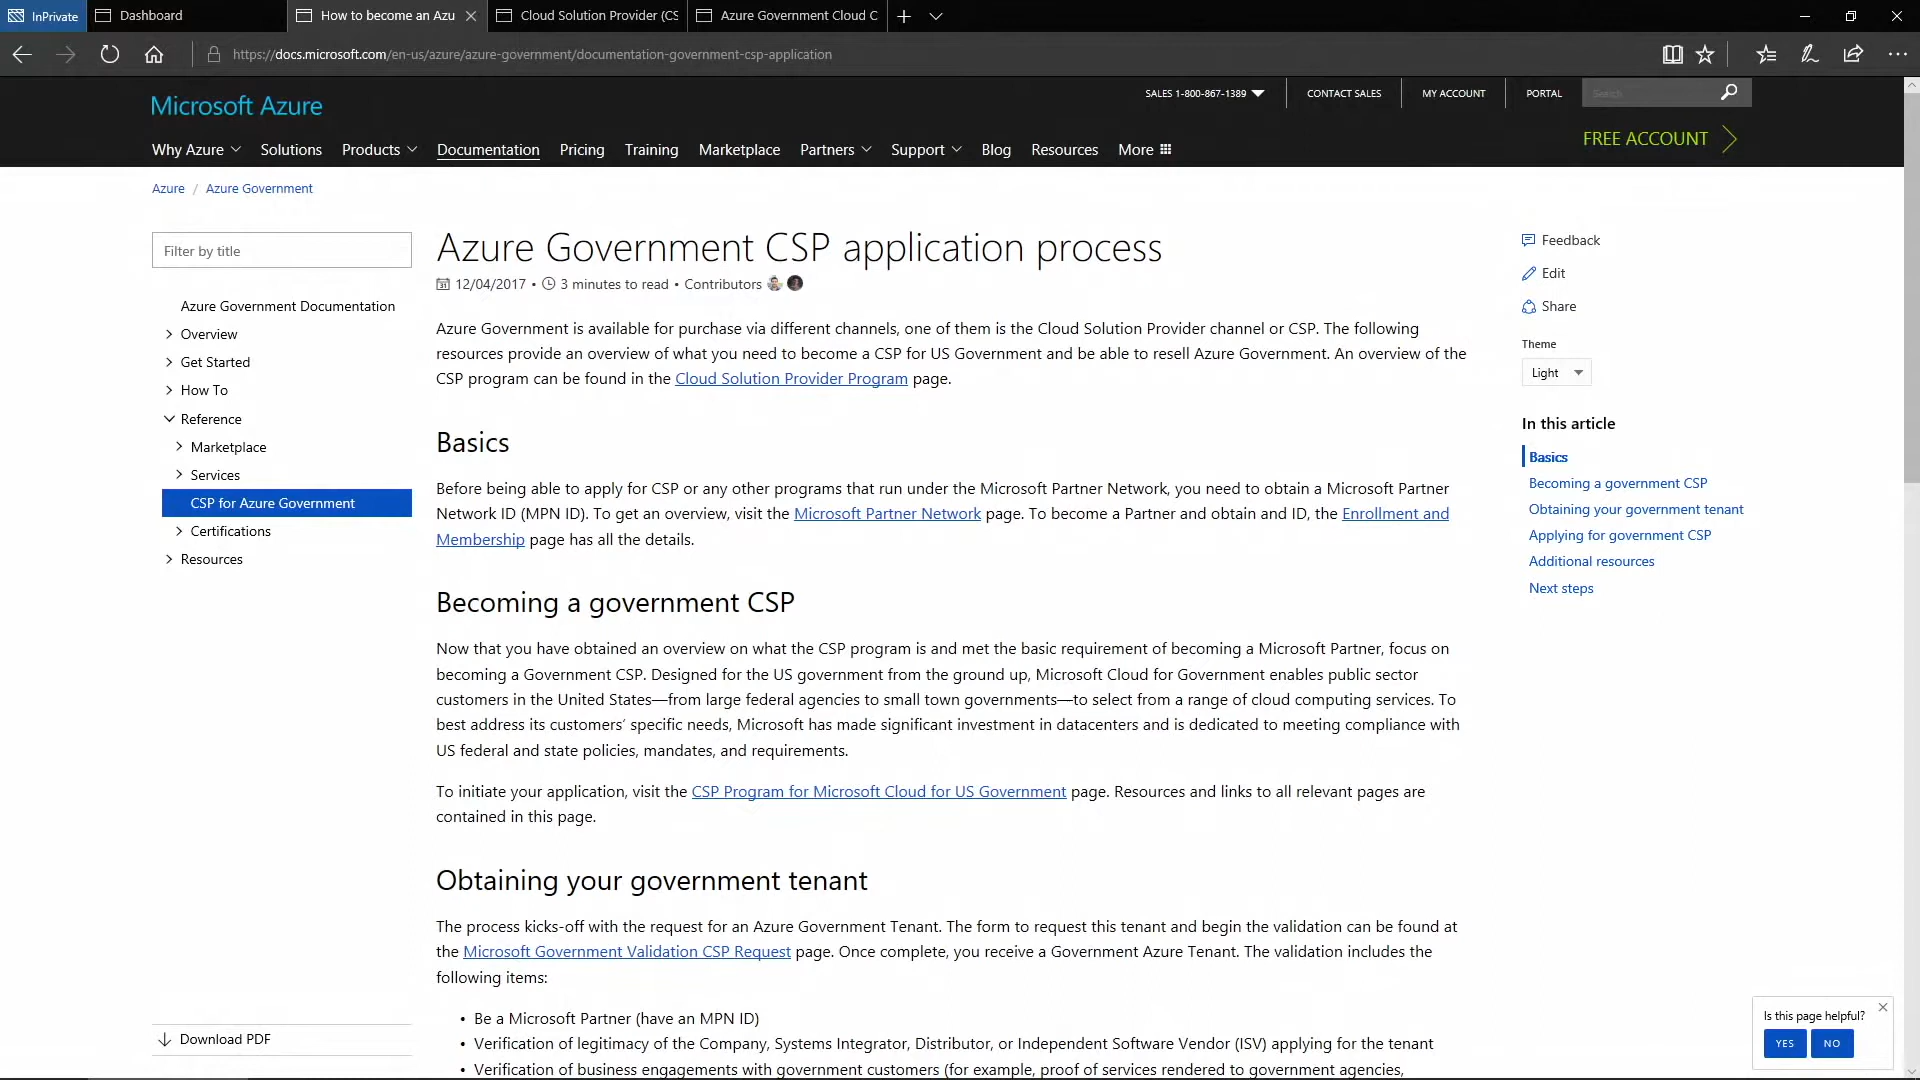 InPrivate
Dashboard
How to become an Azu
Cloud Solution Provider (CS
Azure Government Cloud C
https://docs.microsoft.com/en-us/azure/azure-government/documentation-government-csp-application
Microsoft Azure
SALES 1-800-867-1389
CONTACT SALES
MY ACCOUNT
PORTAL
Search
Why Azure
Solutions
Products
Documentation
Pricing
Training
Marketplace
Partners
Support
Blog
Resources
More
FREE ACCOUNT
Azure / Azure Government
Filter by title
Azure Government Documentation
Overview
Get Started
How To
Reference
Marketplace
Services
CSP for Azure Government
Certifications
Resources
Download PDF
Azure Government CSP application process
12/04/2017 • 3 minutes to read • Contributors
Azure Government is available for purchase via different channels, one of them is the Cloud Solution Provider channel or CSP. The following
resources provide an overview of what you need to become a CSP for US Government and be able to resell Azure Government. An overview of the
CSP program can be found in the Cloud Solution Provider Program page.
Basics
Before being able to apply for CSP or any other programs that run under the Microsoft Partner Network, you need to obtain a Microsoft Partner
Network ID (MPN ID). To get an overview, visit the Microsoft Partner Network page. To become a Partner and obtain and ID, the Enrollment and
Membership page has all the details.
Becoming a government CSP
Now that you have obtained an overview on what the CSP program is and met the basic requirement of becoming a Microsoft Partner, focus on
becoming a Government CSP. Designed for the US government from the ground up, Microsoft Cloud for Government enables public sector
customers in the United States—from large federal agencies to small town governments—to select from a range of cloud computing services. To
best address its customers' specific needs, Microsoft has made significant investment in datacenters and is dedicated to meeting compliance with
US federal and state policies, mandates, and requirements.
To initiate your application, visit the CSP Program for Microsoft Cloud for US Government page. Resources and links to all relevant pages are
contained in this page.
Obtaining your government tenant
The process kicks-off with the request for an Azure Government Tenant. The form to request this tenant and begin the validation can be found at
the Microsoft Government Validation CSP Request page. Once complete, you receive a Government Azure Tenant. The validation includes the
following items:
• Be a Microsoft Partner (have an MPN ID)
• Verification of legitimacy of the Company, Systems Integrator, Distributor, or Independent Software Vendor (ISV) applying for the tenant
• Verification of business engagements with government customers (for example, proof of services rendered to government agencies,
Feedback
Edit
Share
Theme
Light
In this article
Basics
Becoming a government CSP
Obtaining your government tenant
Applying for government CSP
Additional resources
Next steps
Is this page helpful?
YES
NO